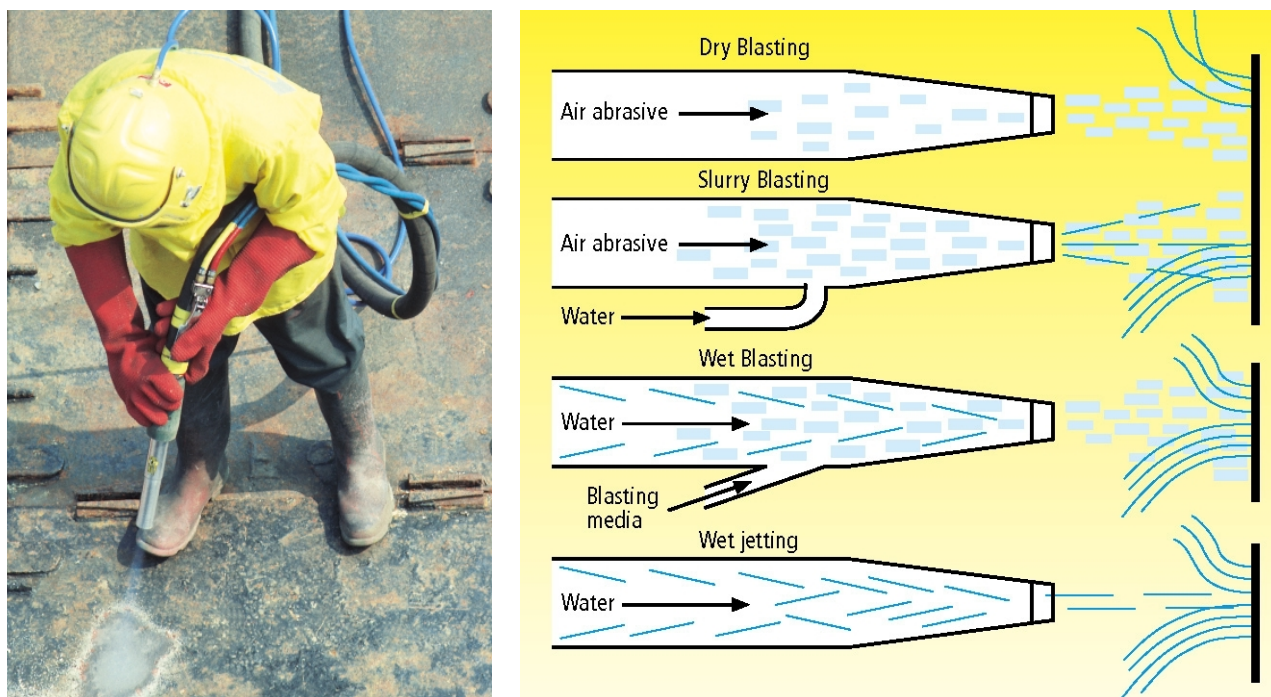 Dry Blasting
Air abrasive
Slurry Blasting
Air abrasive
Water
Wet Blasting
Water
Blasting
media
Wet jetting
Water